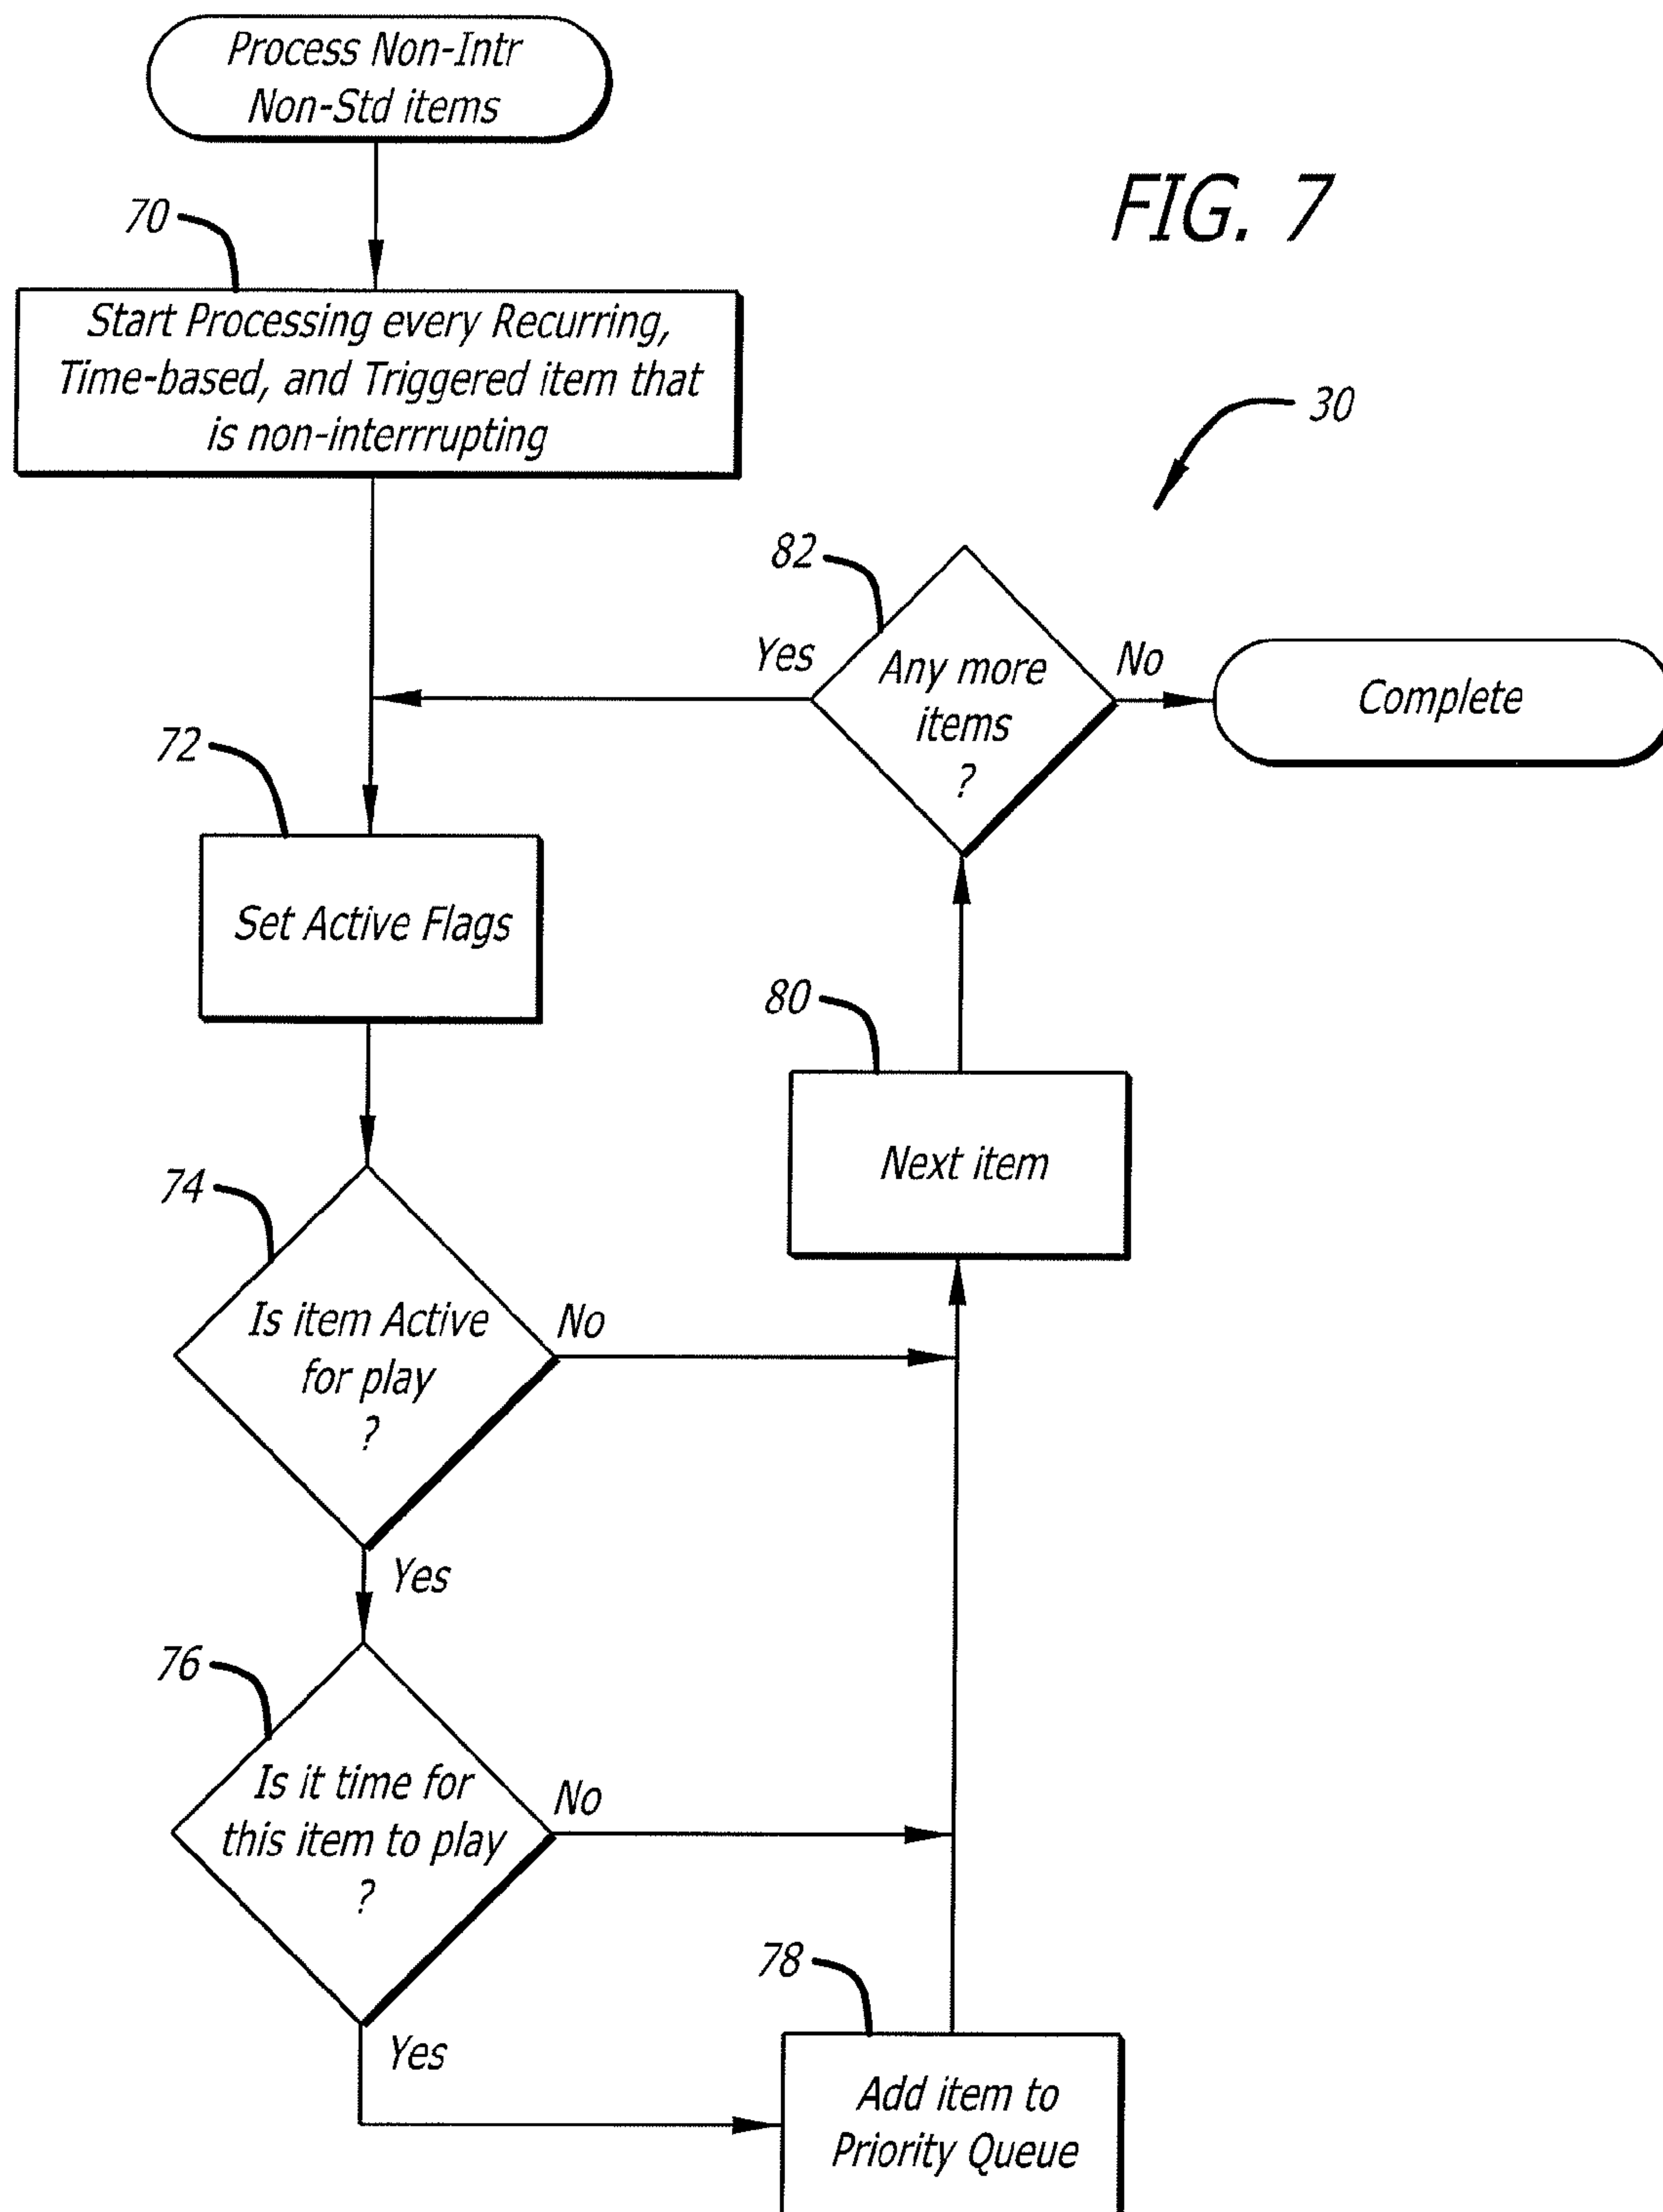 Process Non-Intr
Non-Std items
FIG. 7
70
Start Processing every Recurring,
Time-based, and Triggered item that
is non-interrrupting
30
82
Yes
Any more
items
?
No
Complete
72
Set Active Flags
80
Next item
74
Is item Active
for play
?
No
Yes
76
Is it time for
this item to play
?
No
Yes
78
Add item to
Priority Queue